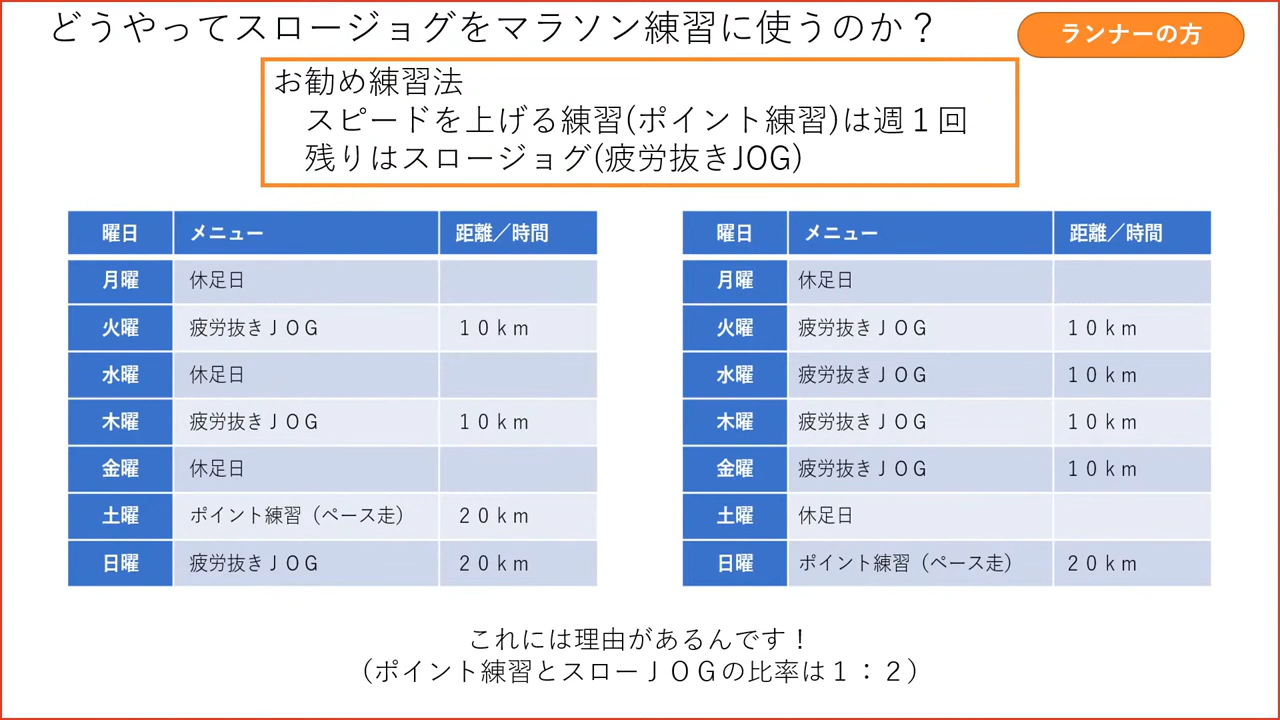 どうやってスロージョグをマラソン練習に使うのか？
ランナーの方
お勧め練習法
スピードを上げる練習(ポイント練習)は週１回
残りはスロージョグ(疲労抜きJOG)
曜日 メニュー 距離／時間
月曜 休足日
火曜 疲労抜きＪＯＧ １０ｋｍ
水曜 休足日
木曜 疲労抜きＪＯＧ １０ｋｍ
金曜 休足日
土曜 ポイント練習（ペース走） ２０ｋｍ
日曜 疲労抜きＪＯＧ ２０ｋｍ
曜日 メニュー 距離／時間
月曜 休足日
火曜 疲労抜きＪＯＧ １０ｋｍ
水曜 疲労抜きＪＯＧ １０ｋｍ
木曜 疲労抜きＪＯＧ １０ｋｍ
金曜 疲労抜きＪＯＧ １０ｋｍ
土曜 休足日
日曜 ポイント練習（ペース走） ２０ｋｍ
これには理由があるんです！
（ポイント練習とスローＪＯＧの比率は１：２）